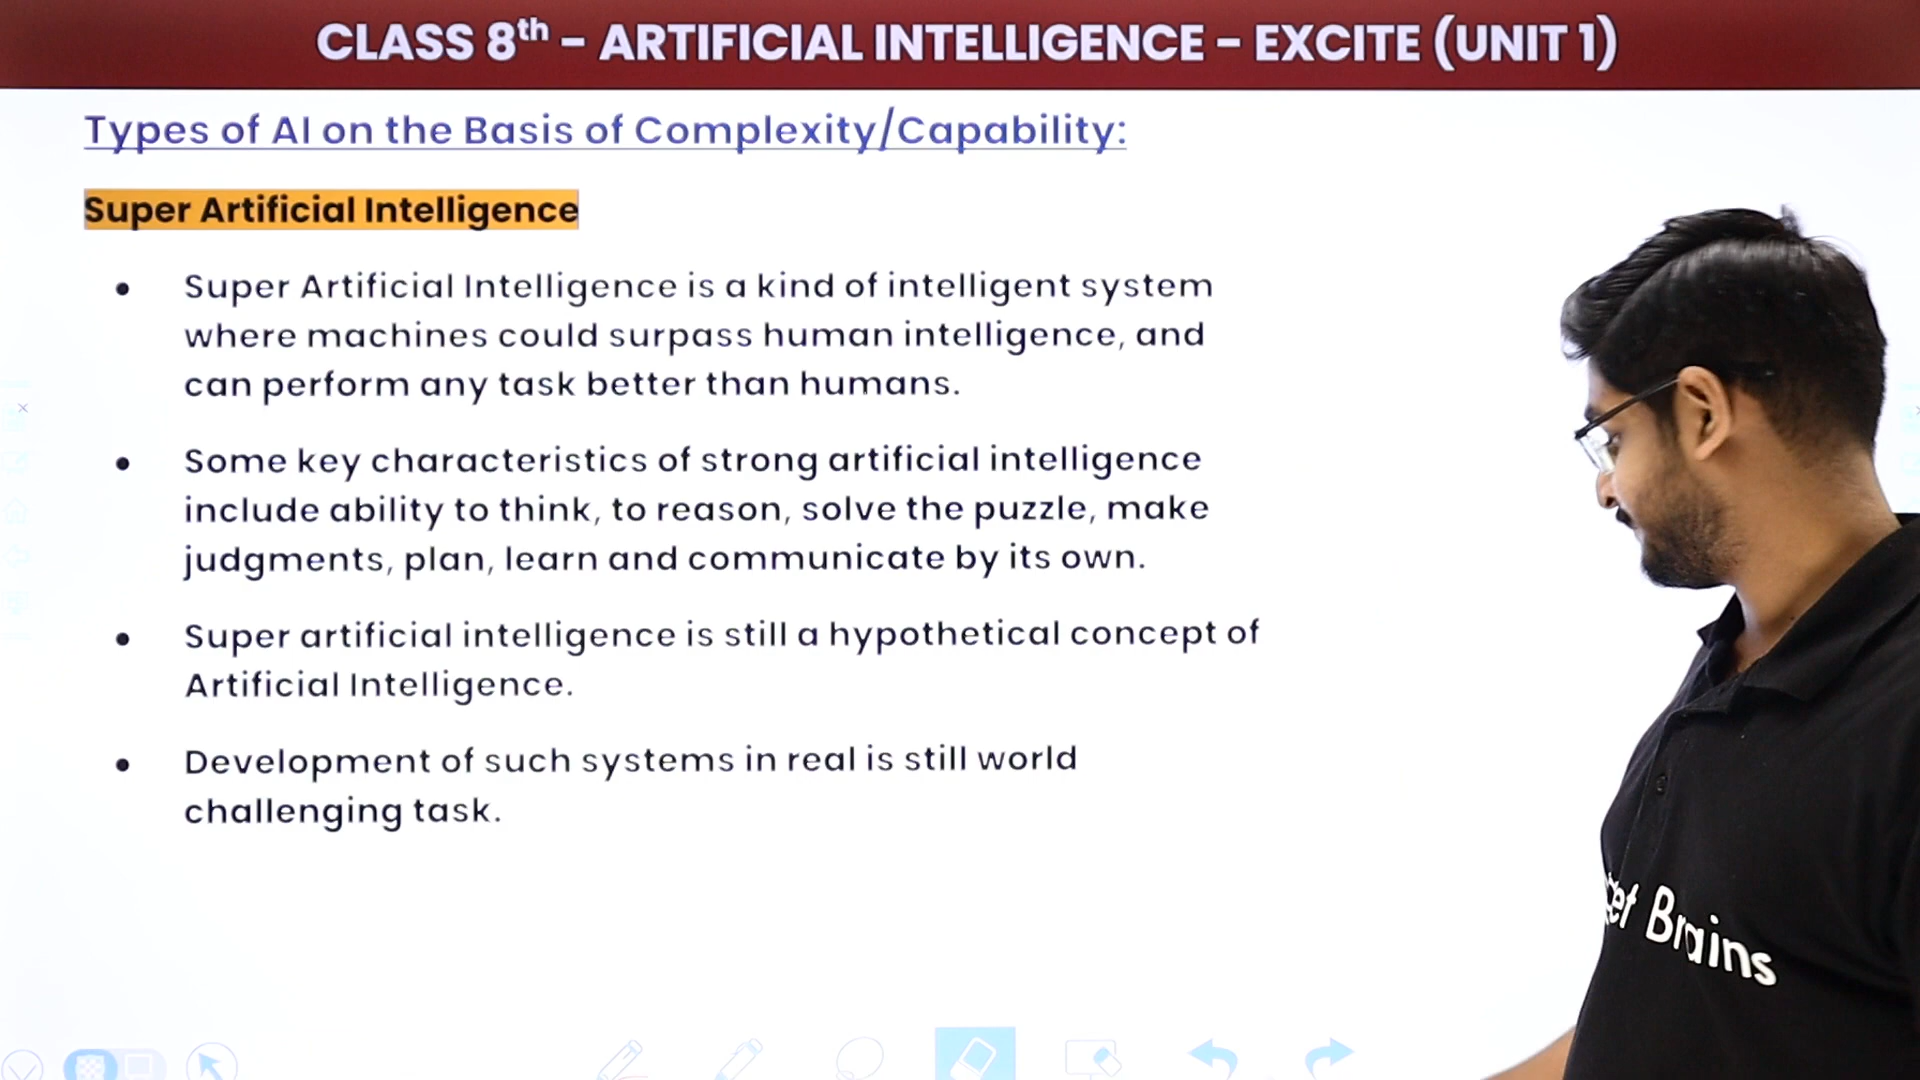 CLASS 8th - ARTIFICIAL INTELLIGENCE - EXCITE (UNIT 1)
Types of AI on the Basis of Complexity/Capability:
Super Artificial Intelligence
• Super Artificial Intelligence is a kind of intelligent system
where machines could surpass human intelligence, and
can perform any task better than humans.
• Some key characteristics of strong artificial intelligence
include ability to think, to reason, solve the puzzle, make
judgments, plan, learn and communicate by its own.
• Super artificial intelligence is still a hypothetical concept of
Artificial Intelligence.
• Development of such systems in real is still world
challenging task.
Brains